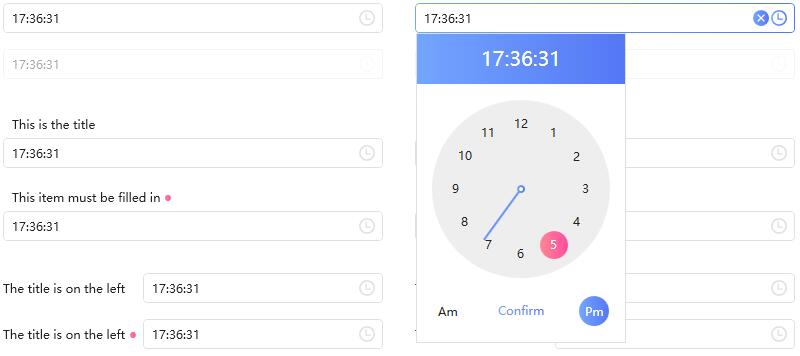 17:36:31
17:36:31
This is the title
17:36:31
This item must be filled in
17:36:31
The title is on the left
17:36:31
The title is on the left
17:36:31
17:36:31
17:36:31
12
1
2
3
4
5
6
7
8
9
10
11
Am
Confirm
Pm